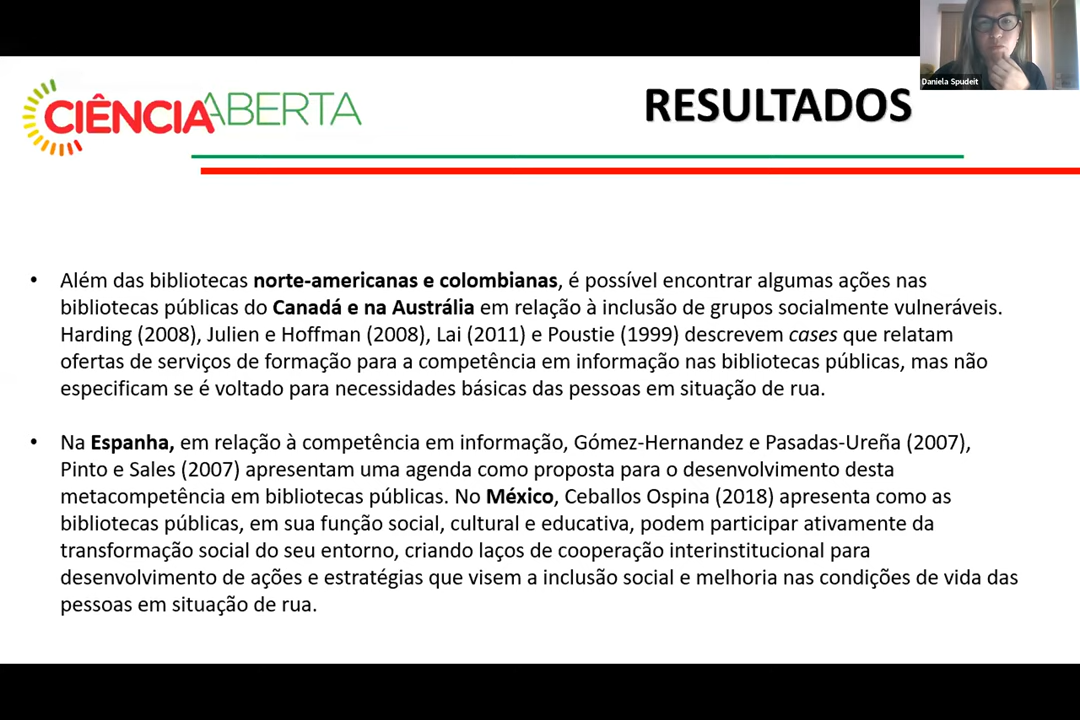 Daniela Spudeit
CIÊNCIAABERTA
RESULTADOS
• Além das bibliotecas norte-americanas e colombianas, é possível encontrar algumas ações nas
bibliotecas públicas do Canadá e na Austrália em relação à inclusão de grupos socialmente vulneráveis.
Harding (2008), Julien e Hoffman (2008), Lai (2011) e Poustie (1999) descrevem cases que relatam
ofertas de serviços de formação para a competência em informação nas bibliotecas públicas, mas não
especificam se é voltado para necessidades básicas das pessoas em situação de rua.
• Na Espanha, em relação à competência em informação, Gómez-Hernandez e Pasadas-Ureña (2007),
Pinto e Sales (2007) apresentam uma agenda como proposta para o desenvolvimento desta
metacompetência em bibliotecas públicas. No México, Ceballos Ospina (2018) apresenta como as
bibliotecas públicas, em sua função social, cultural e educativa, podem participar ativamente da
transformação social do seu entorno, criando laços de cooperação interinstitucional para
desenvolvimento de ações e estratégias que visem a inclusão social e melhoria nas condições de vida das
pessoas em situação de rua.